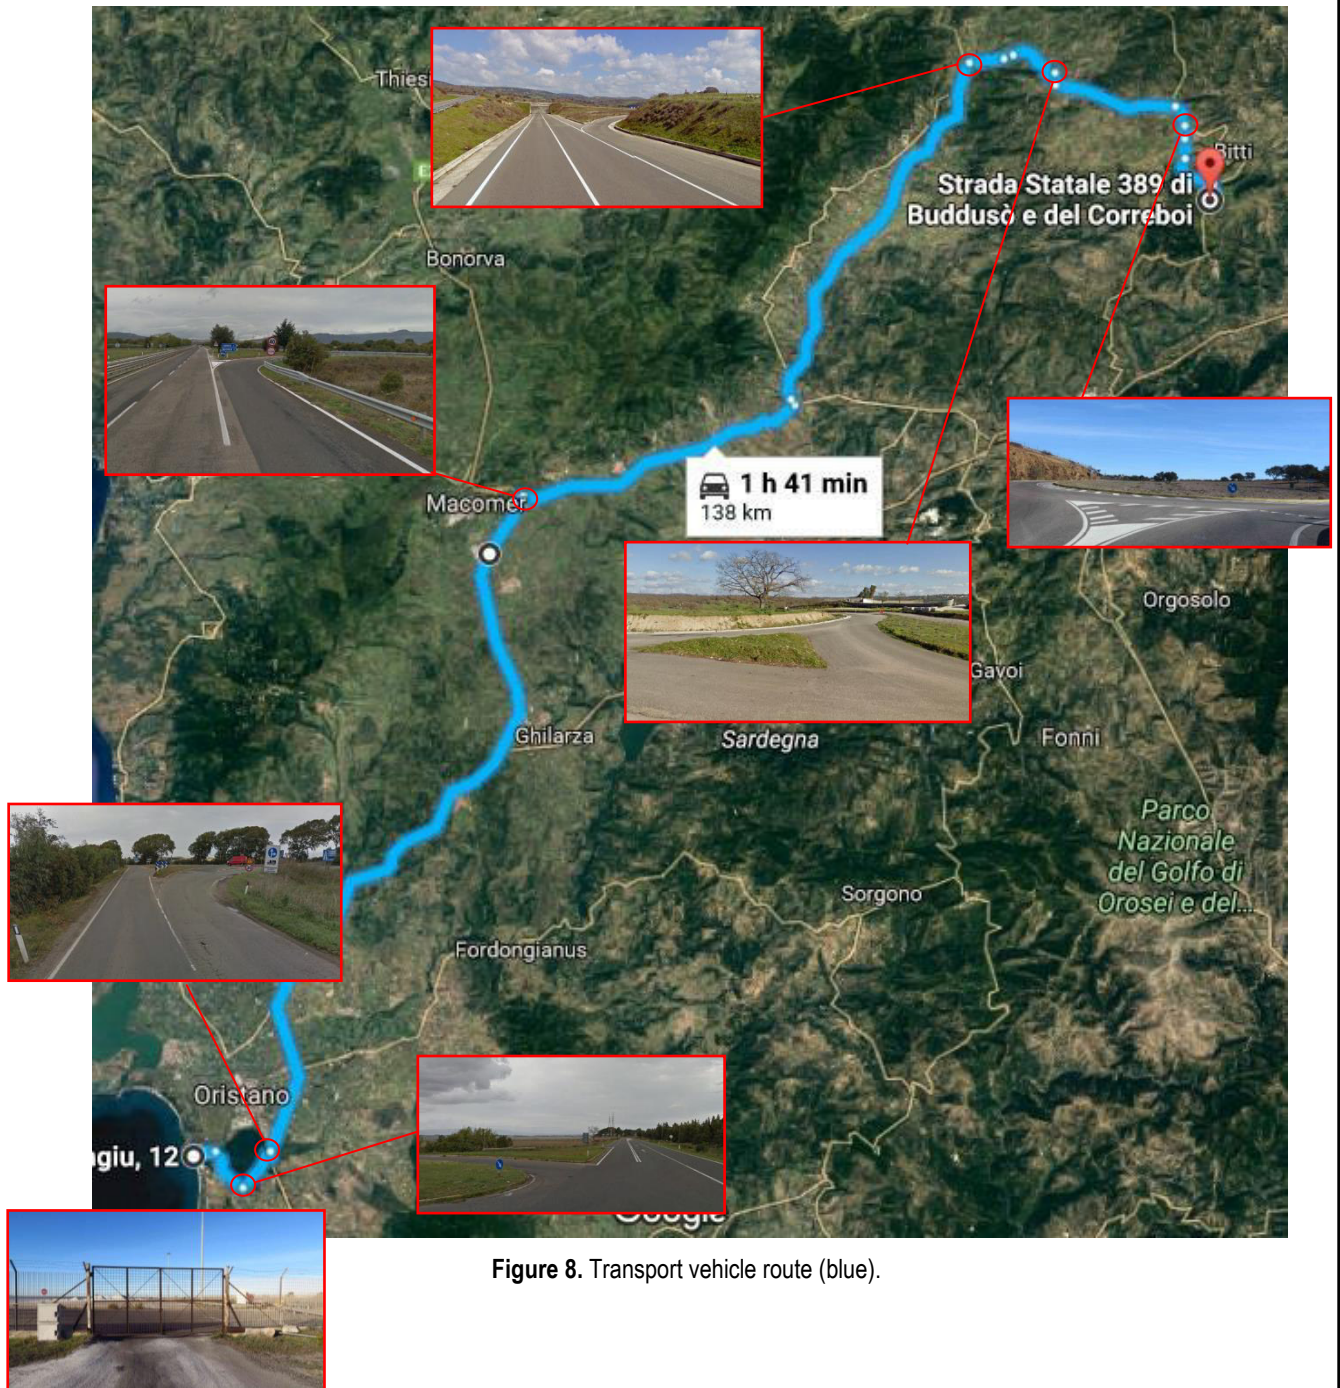 Thiesi
Bitti
Strada Statale 389 di
Buddusò e del Correboi
Bonorva
1 h 41 min
138 km
Macomer
Orgosolo
Gavoi
Ghilarza
Sardegna
Fonni
Parco
Nazionale
del Golfo di
Orosei e del...
Sorgono
Fordongianus
Oristano
giu, 12
Google
Figure 8. Transport vehicle route (blue).